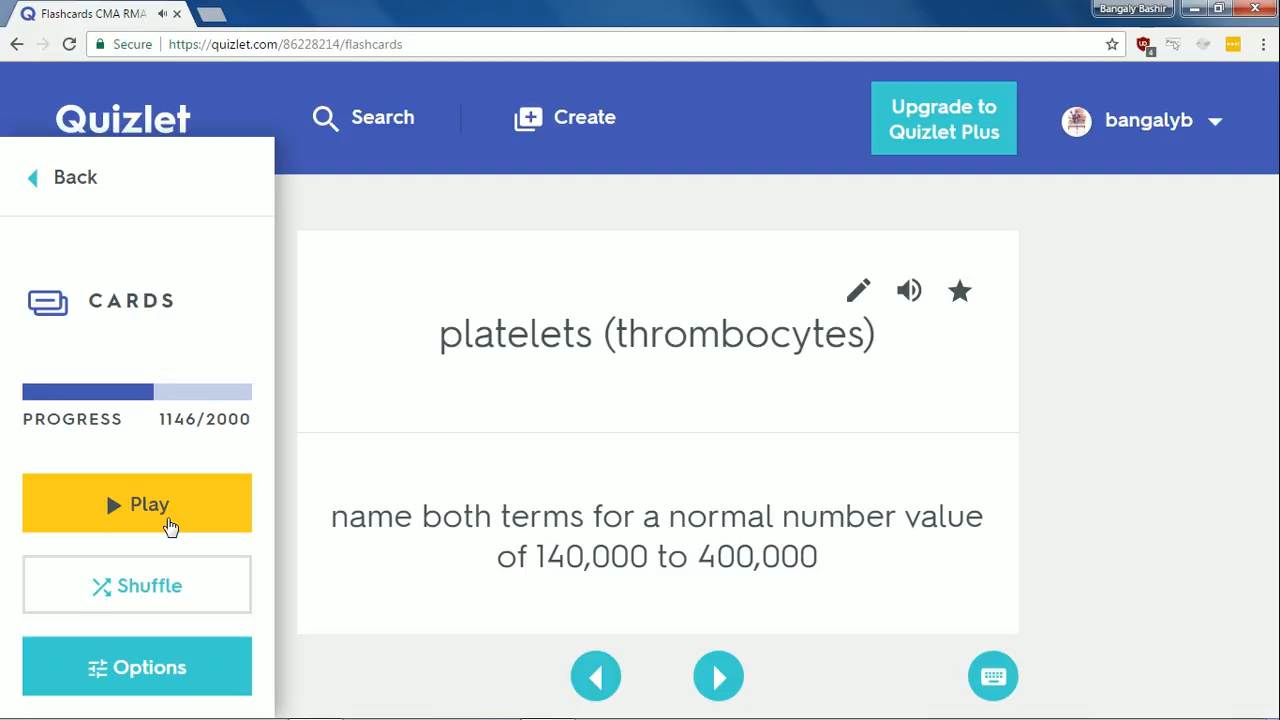 Flashcards CMA RMA
Bangaly Bashir
Secure
https://quizlet.com/86228214/flashcards
4
Quizlet
Search
Create
Upgrade to
Quizlet Plus
bangalyb
Back
CARDS
PROGRESS 1146/2000
Play
Shuffle
Options
platelets (thrombocytes)
name both terms for a normal number value
of 140,000 to 400,000